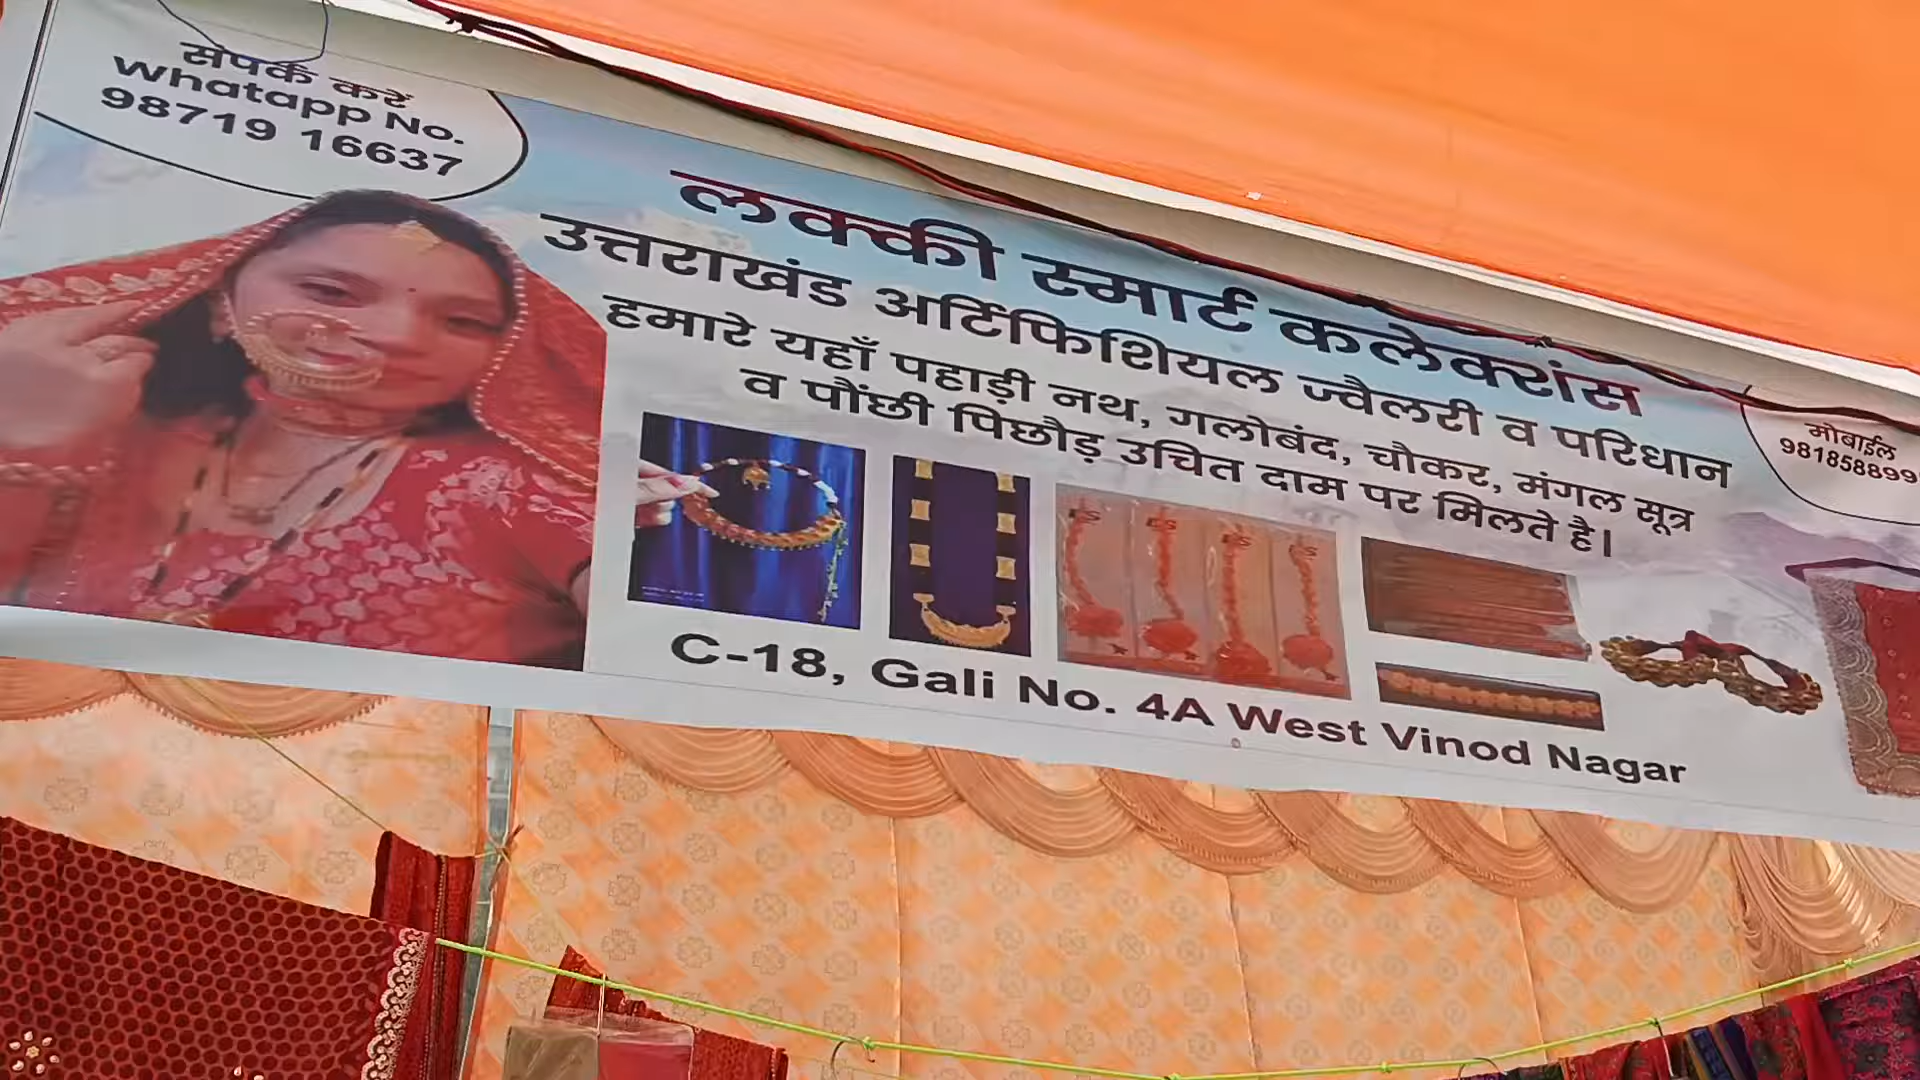 संपर्क करें
Whatapp No.
98719 16637
लक्की स्मार्ट कलेक्शंस
उत्तराखंड आर्टिफिशियल ज्वैलरी व परिधान
हमारे यहाँ पहाड़ी नथ, गलोबंद, चौकर, मंगल सूत्र
व पौंछी पिछौड़ उचित दाम पर मिलते है।
मोबाईल
981858899
C-18, Gali No. 4A West Vinod Nagar